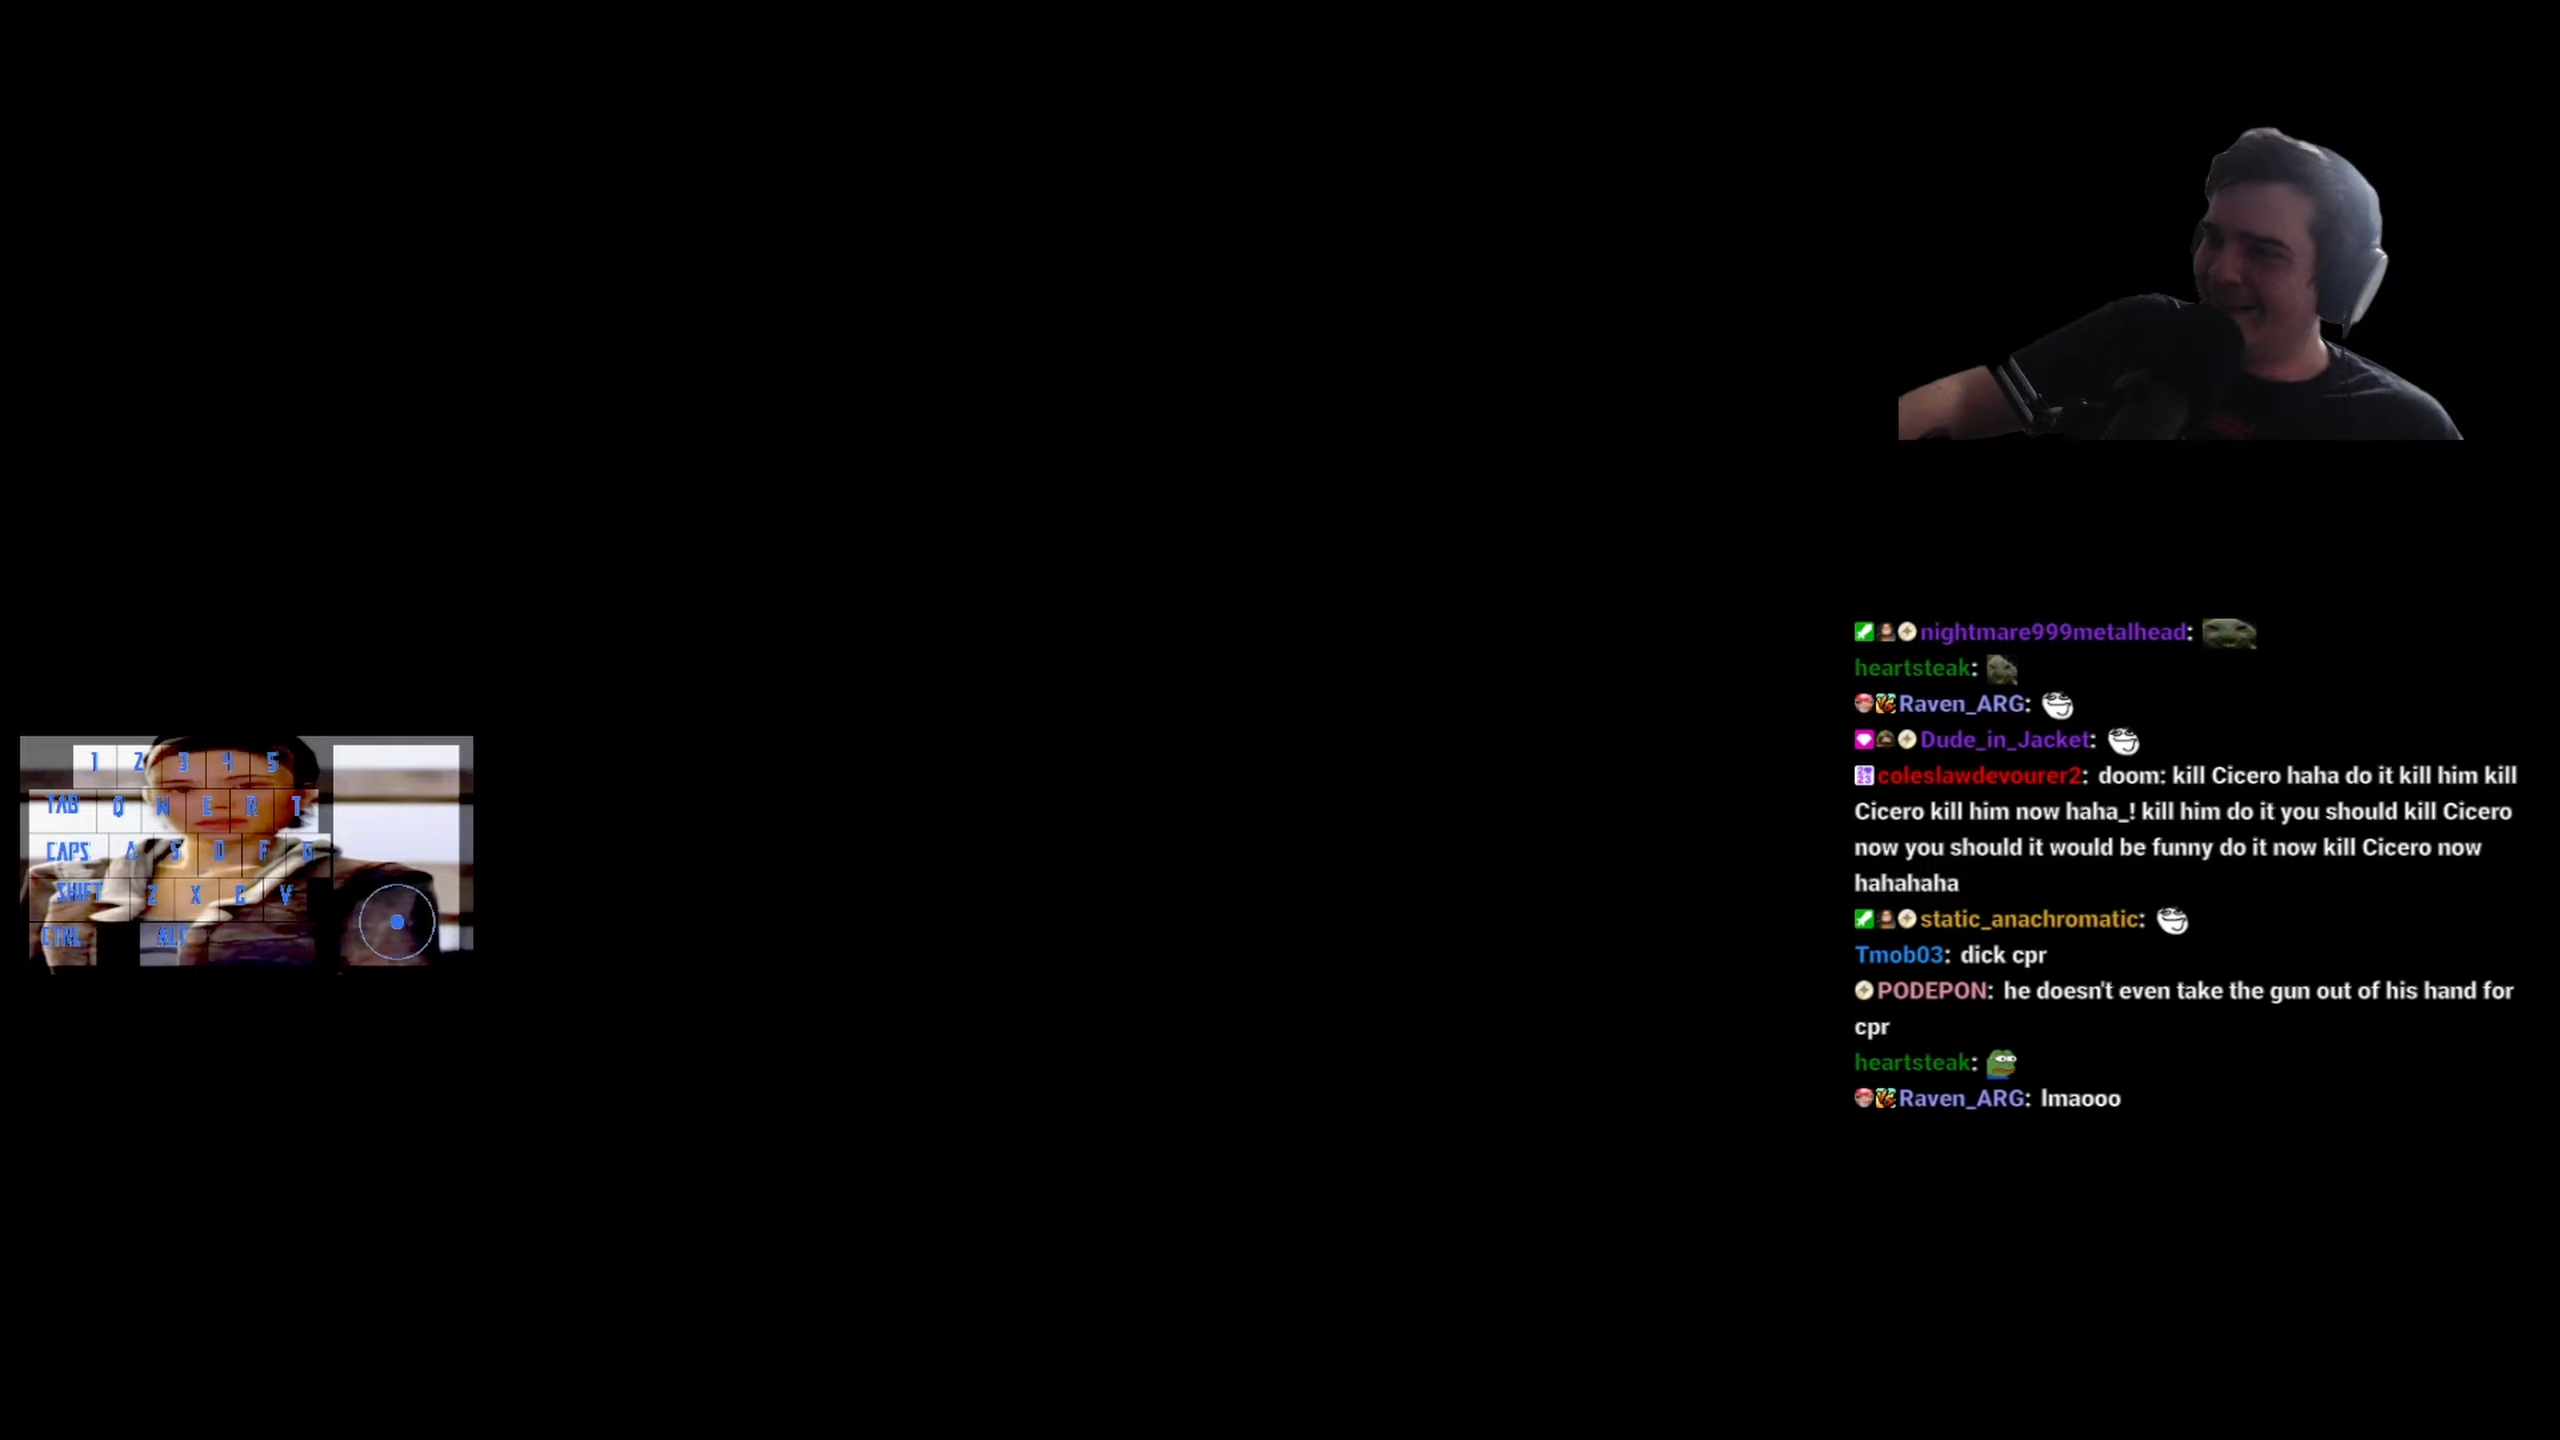 1 2 3 4 5
TAB Q W E R T
CAPS A S D F G
SHIFT Z X C V
CTRL ALT
nightmare999metalhead:
heartsteak:
Raven_ARG:
Dude_in_Jacket:
coleslawdevourer2: doom: kill Cicero haha do it kill him kill
Cicero kill him now haha_! kill him do it you should kill Cicero
now you should it would be funny do it now kill Cicero now
hahahaha
static_anachromatic:
Tmob03: dick cpr
PODEPON: he doesn't even take the gun out of his hand for
cpr
heartsteak:
Raven_ARG: lmaooo